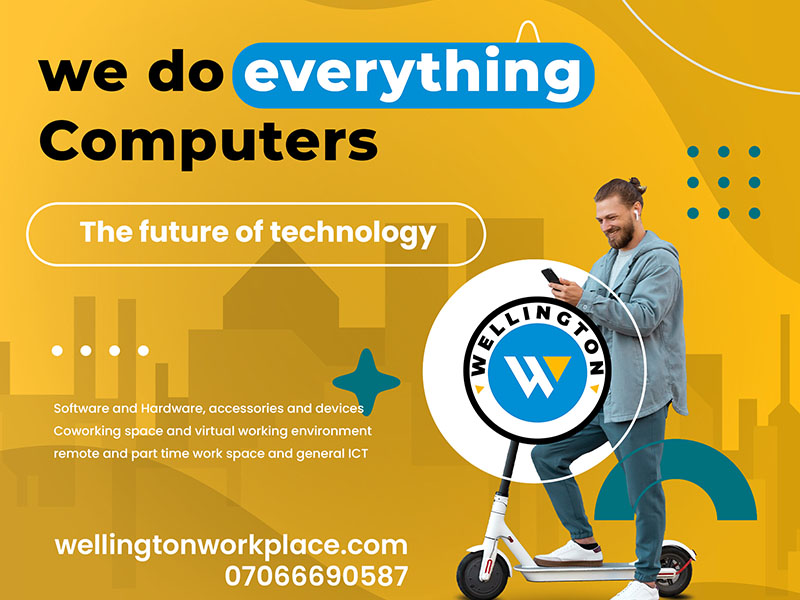 we do everything
Computers
The future of technology
WELLINGTON
W
Software and Hardware, accessories and devices
Coworking space and virtual working environment
remote and part time work space and general ICT
wellingtonworkplace.com
07066690587